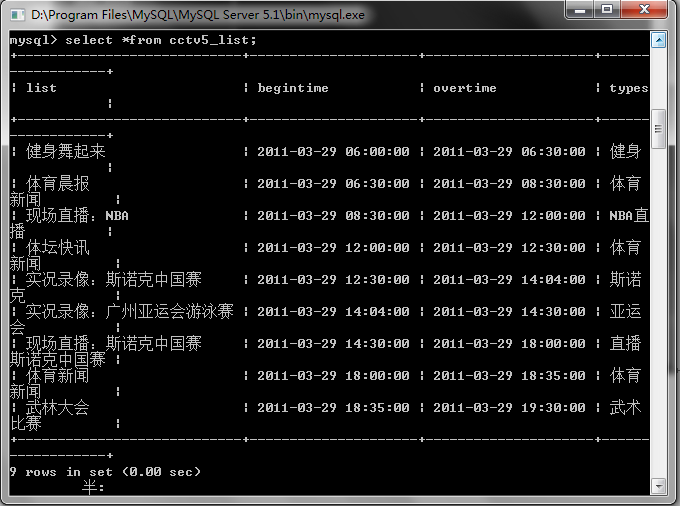 D:\Program Files\MySQL\MySQL Server 5.1\bin\mysql.exe
mysql> select *from cctv5_list;
+----------------------------+---------------------+---------------------+------
------------+
¦ list                       ¦ begintime           ¦ overtime            ¦ types
            ¦
+----------------------------+---------------------+---------------------+------
------------+
¦ 健身舞起来                 ¦ 2011-03-29 06:00:00 ¦ 2011-03-29 06:30:00 ¦ 健身
            ¦
¦ 体育晨报                   ¦ 2011-03-29 06:30:00 ¦ 2011-03-29 08:30:00 ¦ 体育
新闻         ¦
¦ 现场直播：NBA              ¦ 2011-03-29 08:30:00 ¦ 2011-03-29 12:00:00 ¦ NBA直
播          ¦
¦ 体坛快讯                   ¦ 2011-03-29 12:00:00 ¦ 2011-03-29 12:30:00 ¦ 体育
新闻         ¦
¦ 实况录像：斯诺克中国赛     ¦ 2011-03-29 12:30:00 ¦ 2011-03-29 14:04:00 ¦ 斯诺
克           ¦
¦ 实况录像：广州亚运会游泳赛 ¦ 2011-03-29 14:04:00 ¦ 2011-03-29 14:30:00 ¦ 亚运
会           ¦
¦ 现场直播：斯诺克中国赛     ¦ 2011-03-29 14:30:00 ¦ 2011-03-29 18:00:00 ¦ 直播
斯诺克中国赛 ¦
¦ 体育新闻                   ¦ 2011-03-29 18:00:00 ¦ 2011-03-29 18:35:00 ¦ 体育
新闻         ¦
¦ 武林大会                   ¦ 2011-03-29 18:35:00 ¦ 2011-03-29 19:30:00 ¦ 武术
比赛         ¦
+----------------------------+---------------------+---------------------+------
------------+
9 rows in set (0.00 sec)
半: